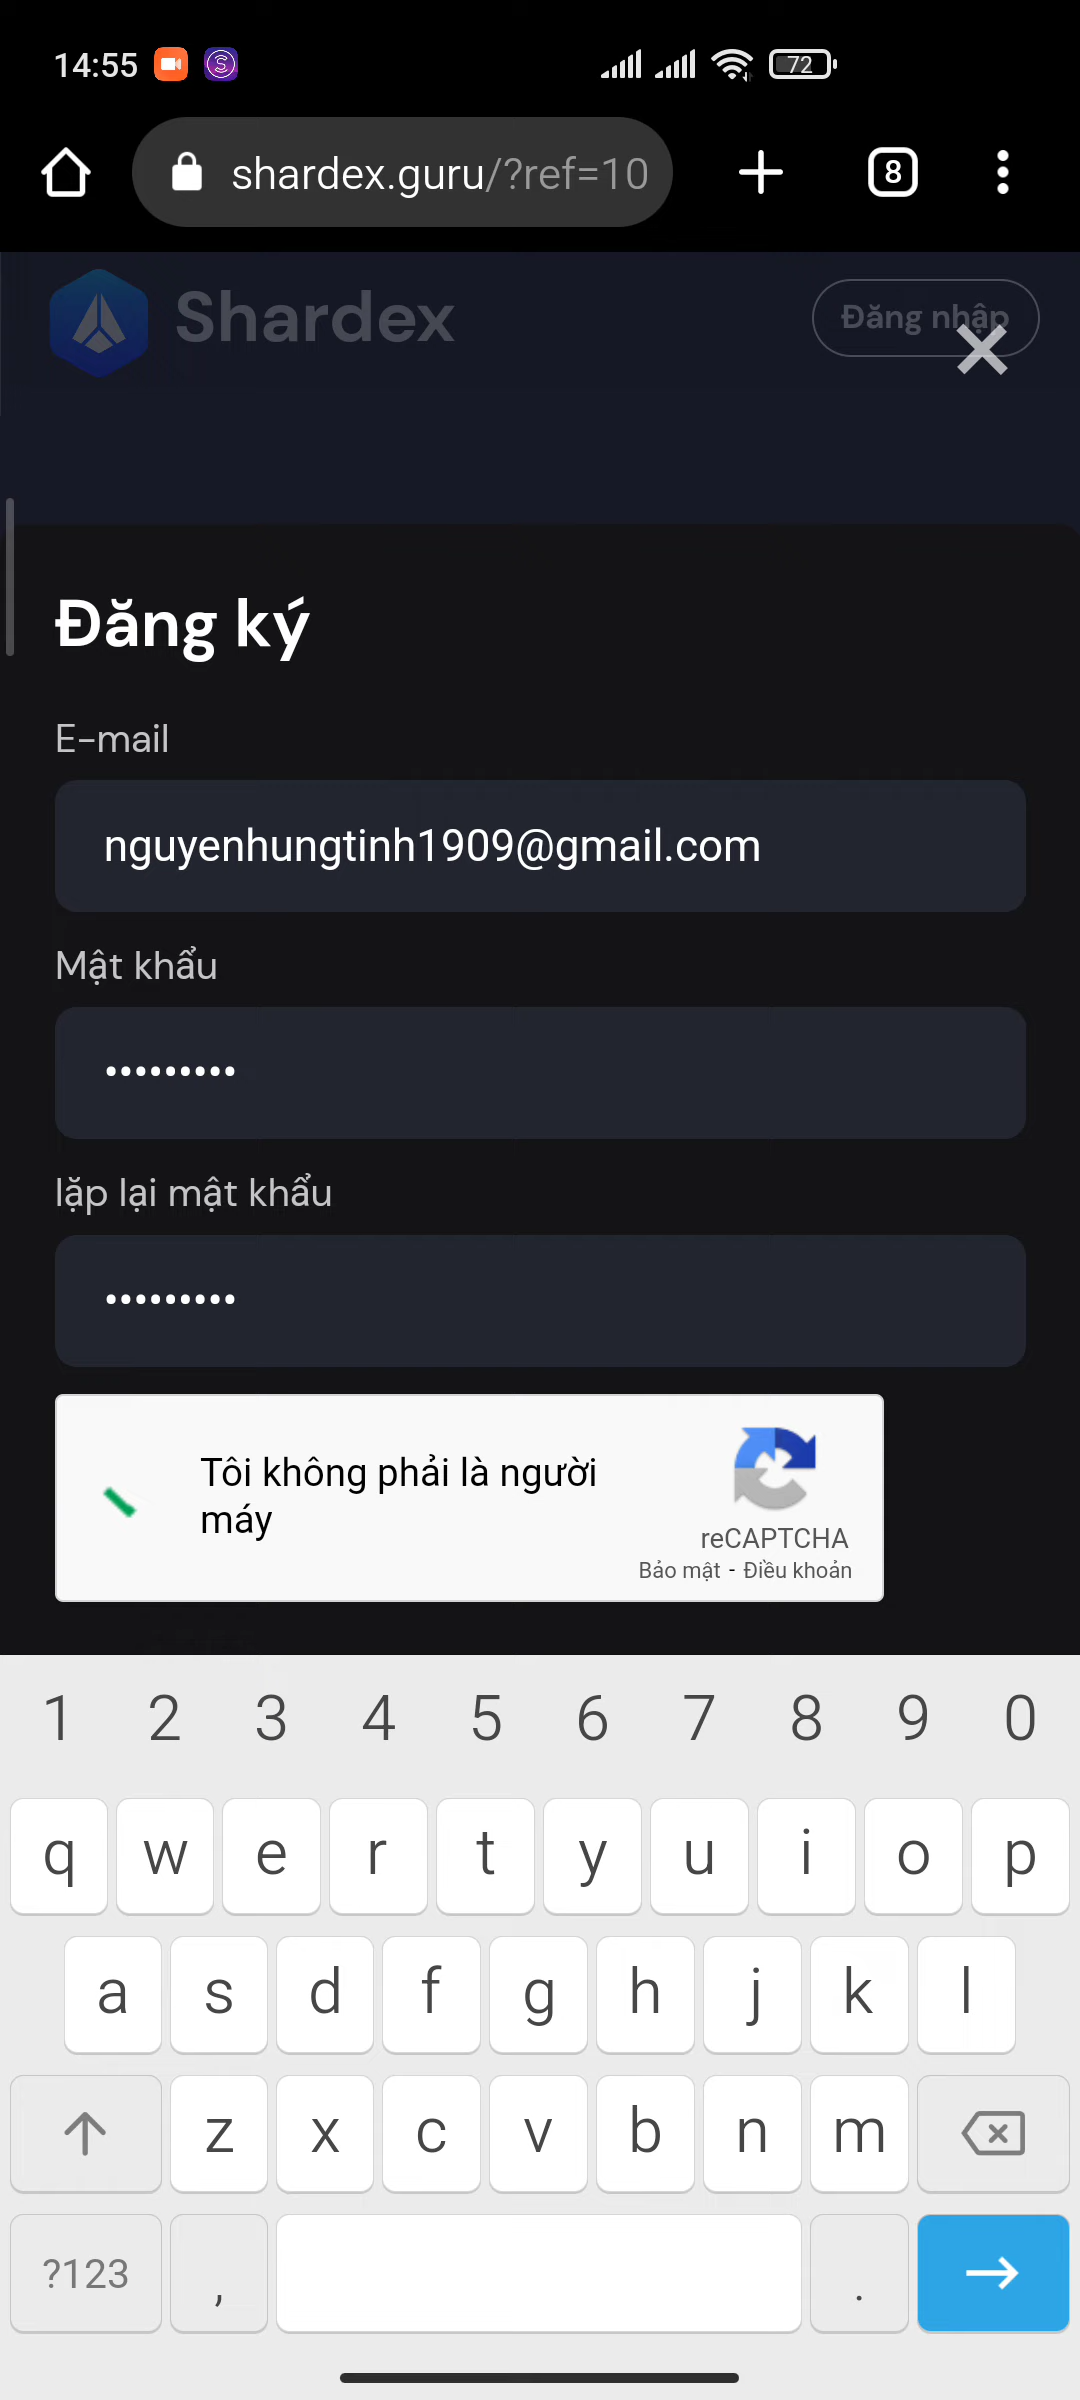 14:55
72
shardex.guru/?ref=10
8
Shardex
Đăng nhập
Đăng ký
E-mail
nguyenhungtinh1909@gmail.com
Mật khẩu
•••••••••
lặp lại mật khẩu
•••••••••
Tôi không phải là người
máy
reCAPTCHA
Bảo mật - Điều khoản
1 2 3 4 5 6 7 8 9 0
q w e r t y u i o p
a s d f g h j k l
z x c v b n m
?123 , .